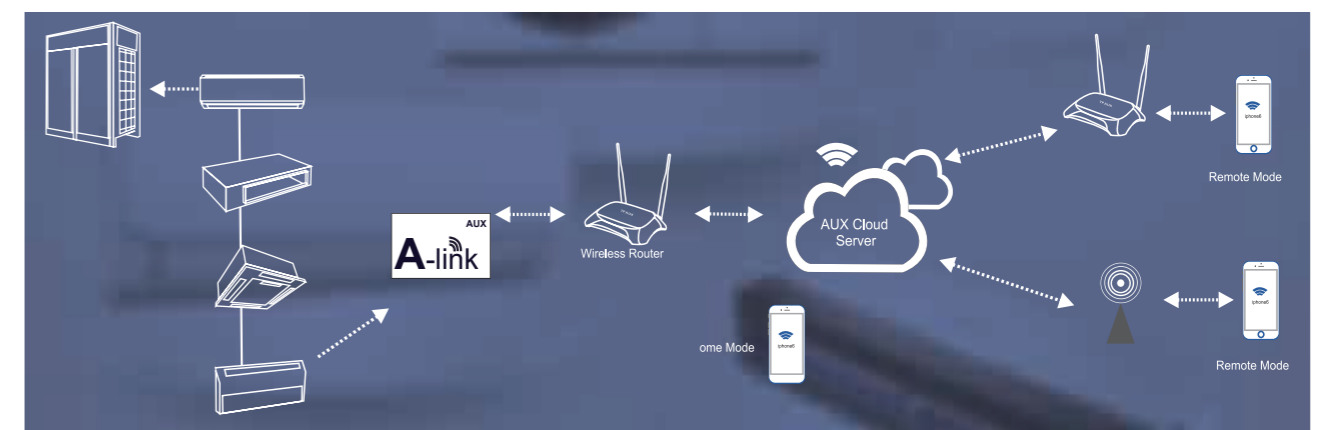 AUX
A-link
Wireless Router
AUX Cloud
Server
iphone6
Remote Mode
ome Mode
iphone6
iphone6
Remote Mode